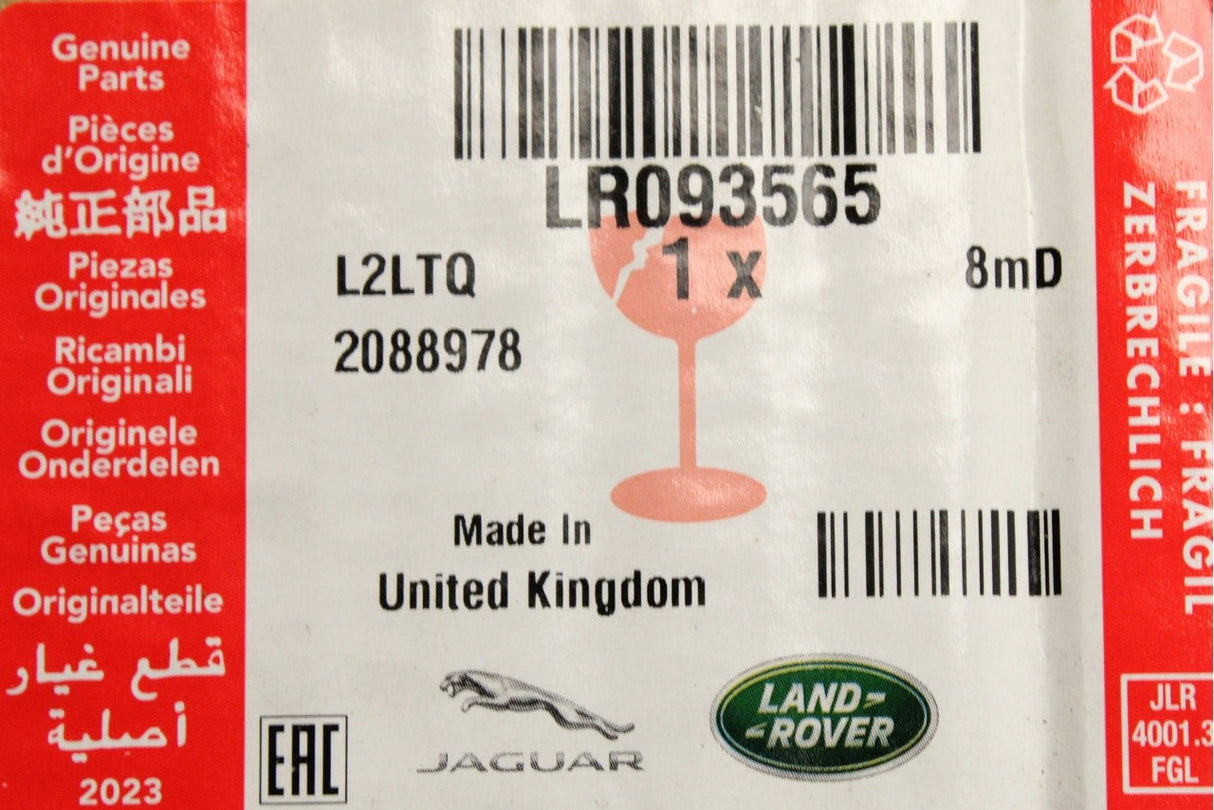 Genuine
Parts
Pièces
d'Origine
純正部品
Piezas
Originales
Ricambi
Originali
Originele
Onderdelen
Peças
Genuinas
Originalteile
قطع غيار
أصلية
2023
LR093565
1 x
L2LTQ
8mD
2088978
Made In
United Kingdom
EAC
JAGUAR
LAND-
-ROVER
FRAGILE : FRAGIL
ZERBRECHLICH
JLR
4001.3
FGL